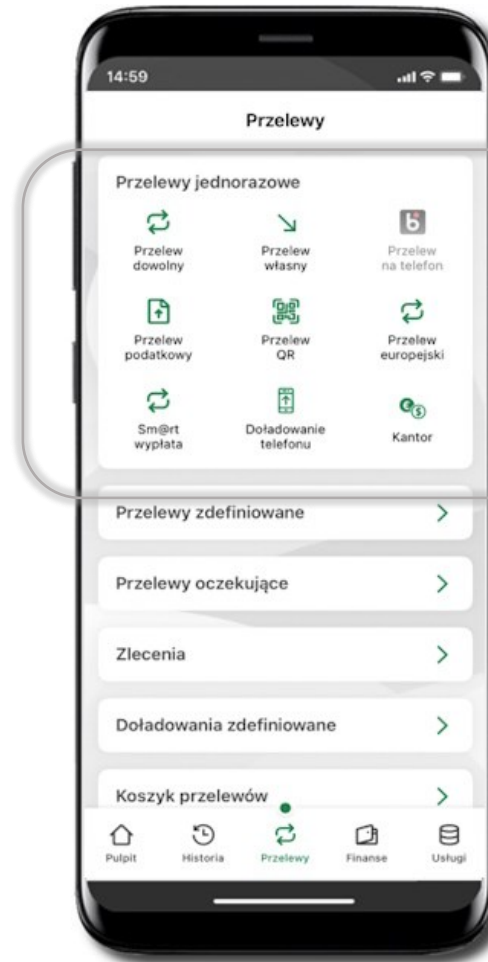 14:59
Przelewy
Przelewy jednorazowe
Przelew
dowolny
Przelew
własny
Przelew
na telefon
Przelew
podatkowy
Przelew
QR
Przelew
europejski
Sm@rt
wypłata
Doładowanie
telefonu
Kantor
Przelewy zdefiniowane
Przelewy oczekujące
Zlecenia
Doładowania zdefiniowane
Koszyk przelewów
Pulpit
Historia
Przelewy
Finanse
Usługi